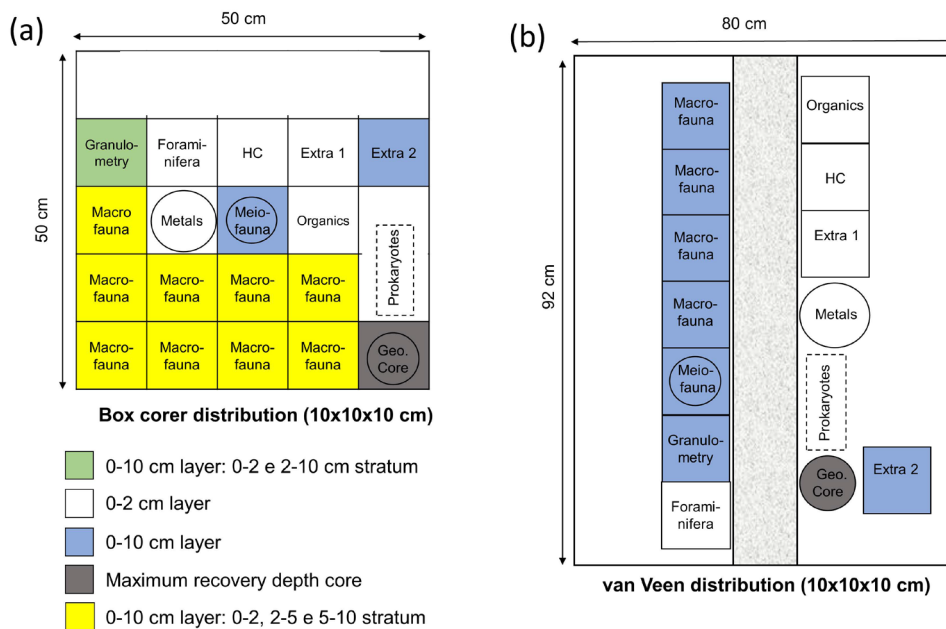 (a)
50 cm
50 cm
Granulo-
metry
Forami-
nifera
HC
Extra 1
Extra 2
Macro
fauna
Metals
Meio-
fauna
Organics
Prokaryotes
Macro-
fauna
Macro-
fauna
Macro-
fauna
Macro-
fauna
Macro-
fauna
Macro-
fauna
Macro-
fauna
Macro-
fauna
Geo.
Core
Box corer distribution (10x10x10 cm)
0-10 cm layer: 0-2 e 2-10 cm stratum
0-2 cm layer
0-10 cm layer
Maximum recovery depth core
0-10 cm layer: 0-2, 2-5 e 5-10 stratum
(b)
80 cm
92 cm
Macro-
fauna
Macro-
fauna
Macro-
fauna
Macro-
fauna
Meio-
fauna
Granulo-
metry
Forami-
nifera
Organics
HC
Extra 1
Metals
Prokaryotes
Geo.
Core
Extra 2
van Veen distribution (10x10x10 cm)